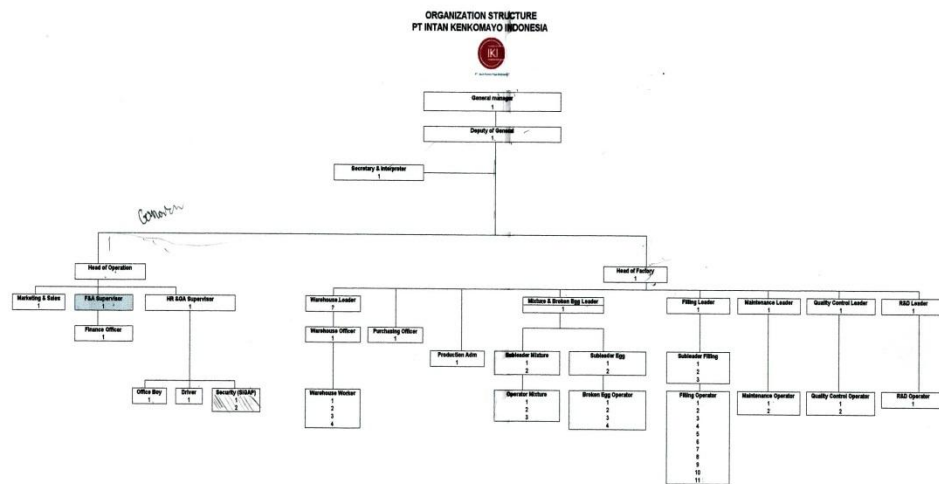 ORGANIZATION STRUCTURE
PT INTAN KENKOMAYO INDONESIA
IKI
General manager
1
Deputy of General
1
Secretary & Interpreter
1
Head of Operation
1
Head of Factory
1
Marketing & Sales
1
F&A Supervisor
1
HR &GA Supervisor
1
Warehouse Leader
Mixture & Broken Egg Leader
1
Filling Leader
1
Maintenance Leader
1
Quality Control Leader
1
R&D Leader
1
Finance Officer
1
Warehouse Officer
1
Purchasing Officer
1
Production Adm
1
Subleader Mixture
1
2
Subleader Egg
1
2
Subleader Filling
1
2
3
Office Boy
1
Driver
1
Security (SIGAP)
1
2
Warehouse Worker
1
2
3
4
Operator Mixture
1
2
3
Broken Egg Operator
1
2
3
4
Filling Operator
1
2
3
4
5
6
7
8
9
10
11
Maintenance Operator
1
2
Quality Control Operator
1
2
R&D Operator
1